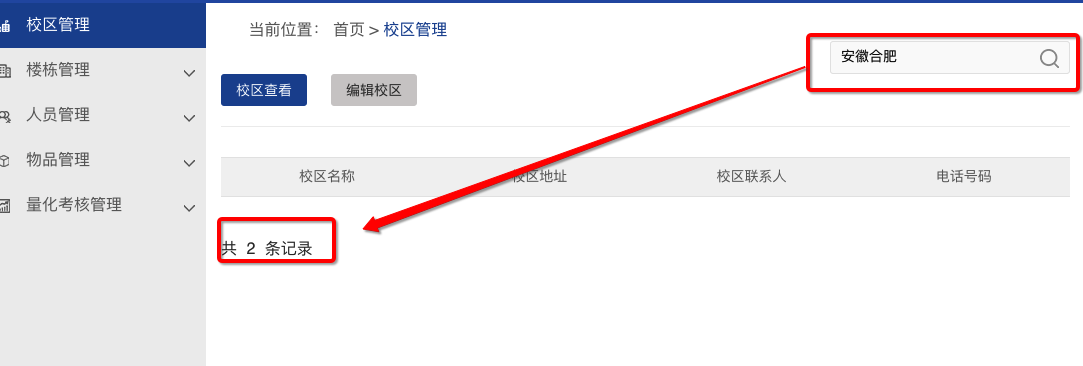 校区管理
楼栋管理
人员管理
物品管理
量化考核管理
当前位置： 首页 > 校区管理
安徽合肥
校区查看
编辑校区
校区名称 校区地址 校区联系人 电话号码
共 2 条记录